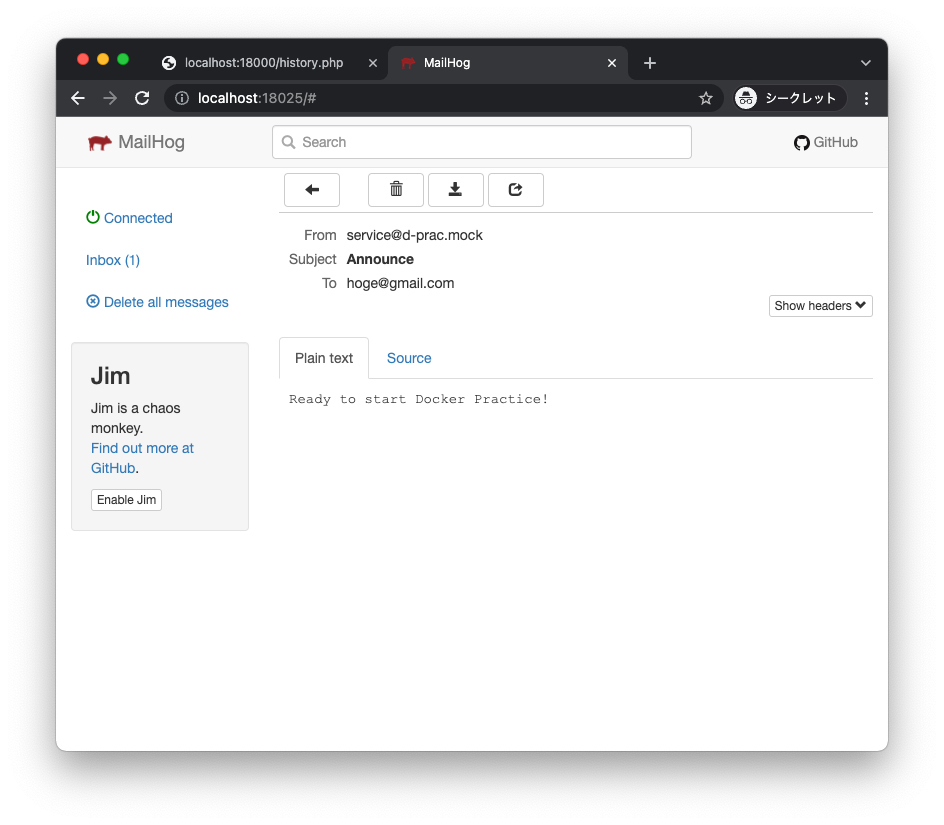 localhost:18000/history.php
MailHog
localhost:18025/#
シークレット
MailHog
Search
GitHub
Connected
Inbox (1)
Delete all messages
Jim
Jim is a chaos
monkey.
Find out more at
GitHub.
Enable Jim
From service@d-prac.mock
Subject Announce
To hoge@gmail.com
Show headers
Plain text
Source
Ready to start Docker Practice!